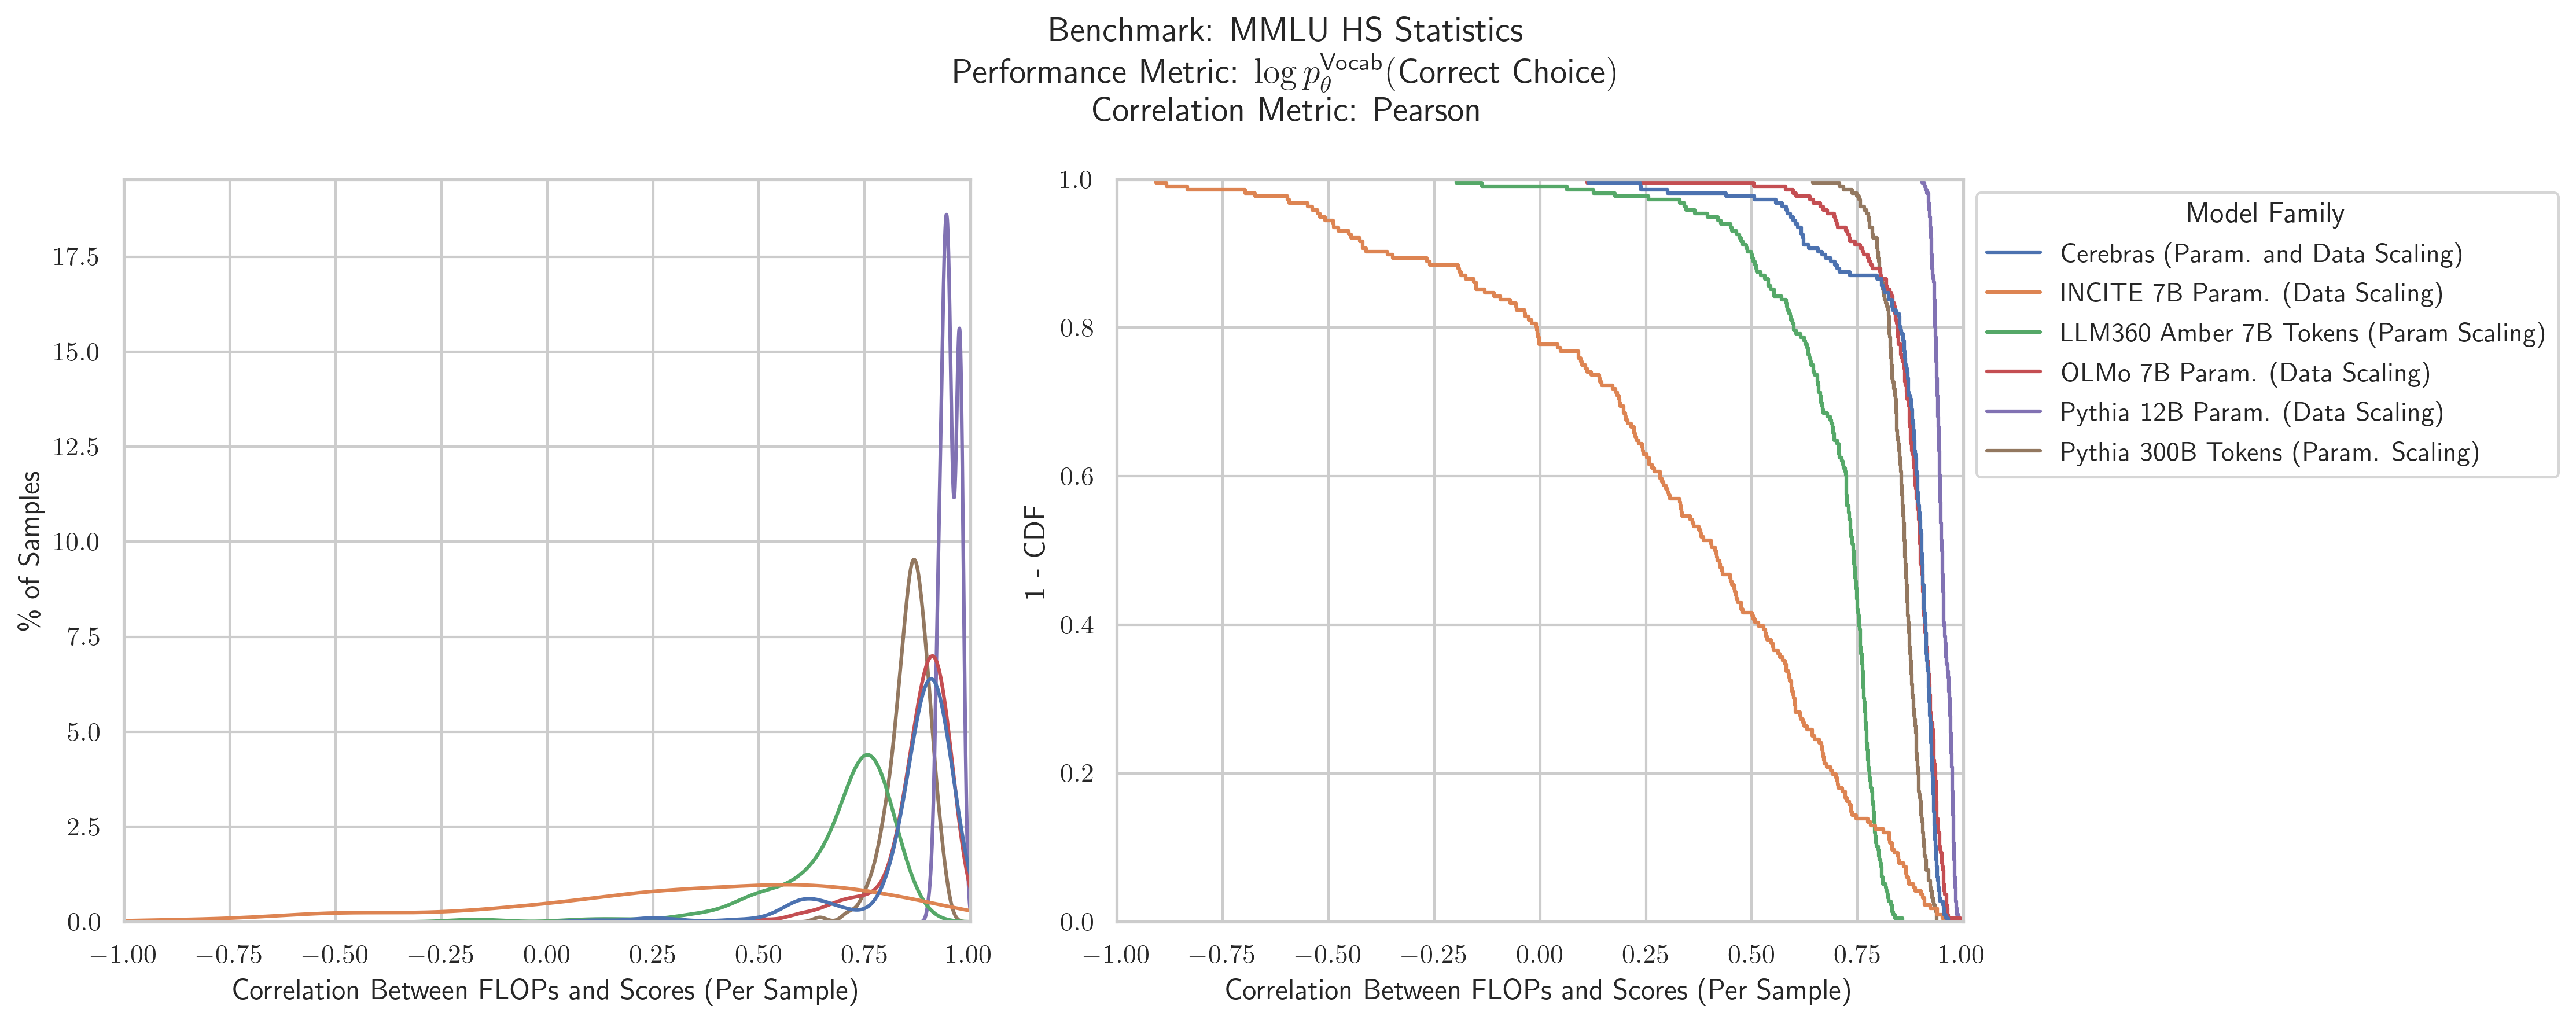 Benchmark: MMLU HS Statistics
Performance Metric: log p_θ^Vocab(Correct Choice)
Correlation Metric: Pearson
% of Samples
17.5
15.0
12.5
10.0
7.5
5.0
2.5
0.0
−1.00 −0.75 −0.50 −0.25 0.00 0.25 0.50 0.75 1.00
Correlation Between FLOPs and Scores (Per Sample)
1 - CDF
1.0
0.8
0.6
0.4
0.2
0.0
−1.00 −0.75 −0.50 −0.25 0.00 0.25 0.50 0.75 1.00
Correlation Between FLOPs and Scores (Per Sample)
Model Family
Cerebras (Param. and Data Scaling)
INCITE 7B Param. (Data Scaling)
LLM360 Amber 7B Tokens (Param Scaling)
OLMo 7B Param. (Data Scaling)
Pythia 12B Param. (Data Scaling)
Pythia 300B Tokens (Param. Scaling)